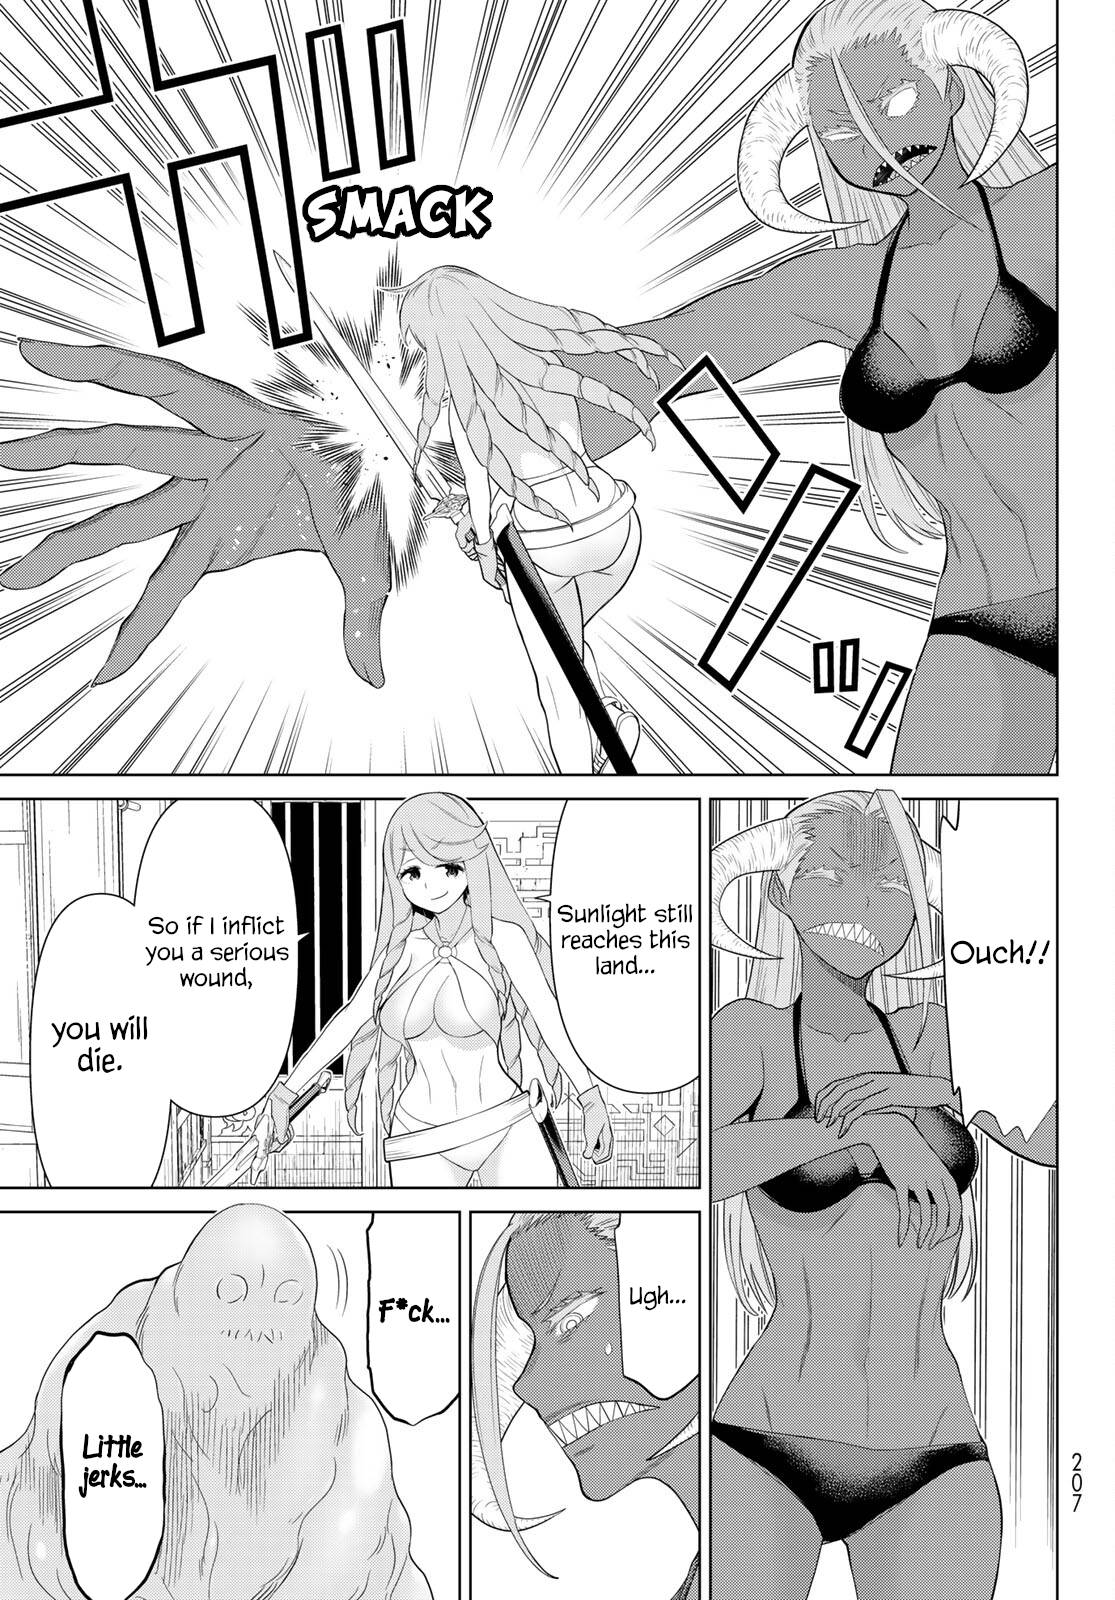 SMACK
Ouch!!
Sunlight still
reaches this
land...
So if I inflict
you a serious
wound,
you will
die.
Ugh...
F*ck...
Little
jerks...
207